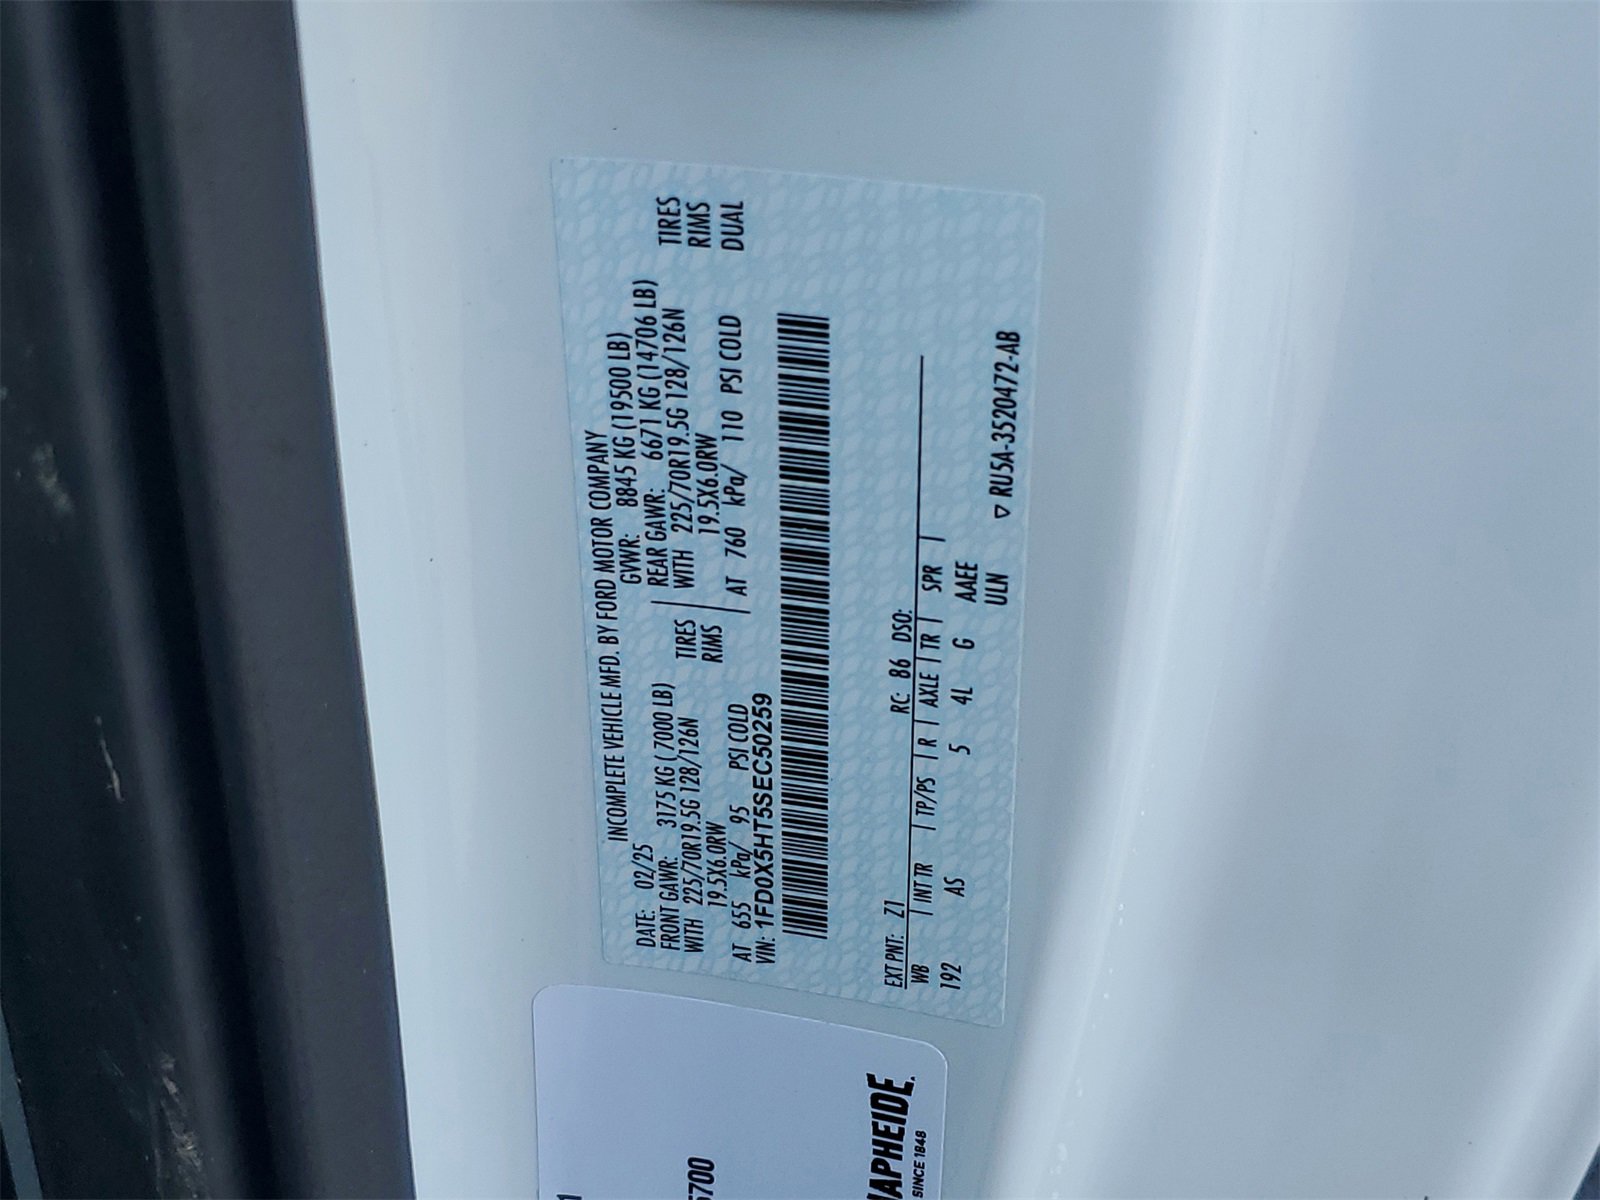 INCOMPLETE VEHICLE MFD. BY FORD MOTOR COMPANY
DATE: 02/25 GVWR: 8845 KG (19500 LB)
FRONT GAWR: 3175 KG (7000 LB) REAR GAWR: 6671 KG (14706 LB)
WITH 225/70R19.5G 128/126N TIRES WITH 225/70R19.5G 128/126N TIRES
19.5X6.0RW RIMS 19.5X6.0RW RIMS
AT 655 kPa/ 95 PSI COLD AT 760 kPa/ 110 PSI COLD DUAL
VIN: 1FD0X5HT5SEC50259
EXT PNT: Z1 RC: 86 DSO:
WB INT TR TP/PS R AXLE TR SPR
192 AS 5 4L G AAEE
ULN
▽ RU5A-3520472-AB
5700
NAPHEIDE.
SINCE 1848